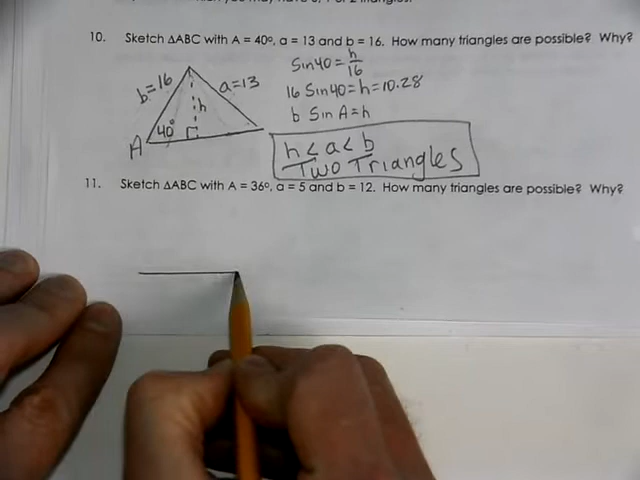 10. Sketch ΔABC with A = 40°, a = 13 and b = 16. How many triangles are possible? Why?
b=16
a=13
h
40°
A
Sin40 = h/16
16 Sin40 = h = 10.28
b Sin A = h
h < a < b
Two Triangles
11. Sketch ΔABC with A = 36°, a = 5 and b = 12. How many triangles are possible? Why?